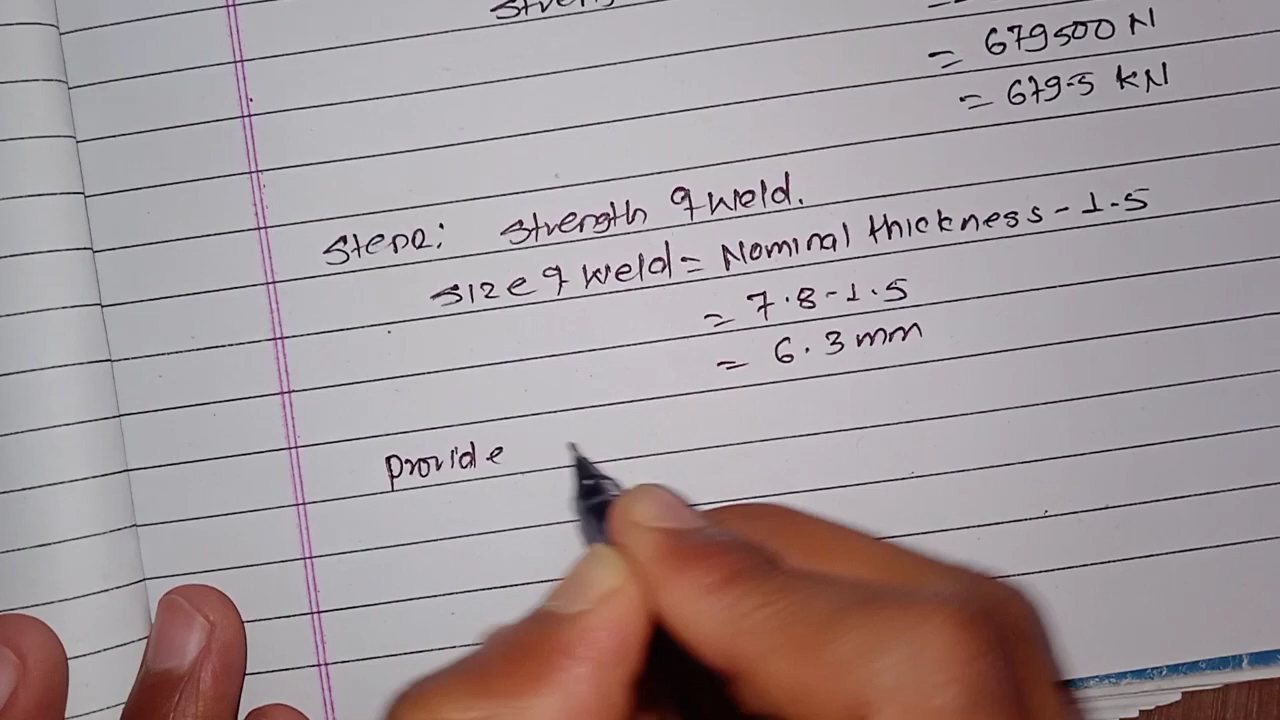 = 679500 N
= 679.5 kN
Step2: Strength of weld.
Size of weld = Nominal thickness - 1.5
= 7.8 - 1.5
= 6.3 mm
Provide